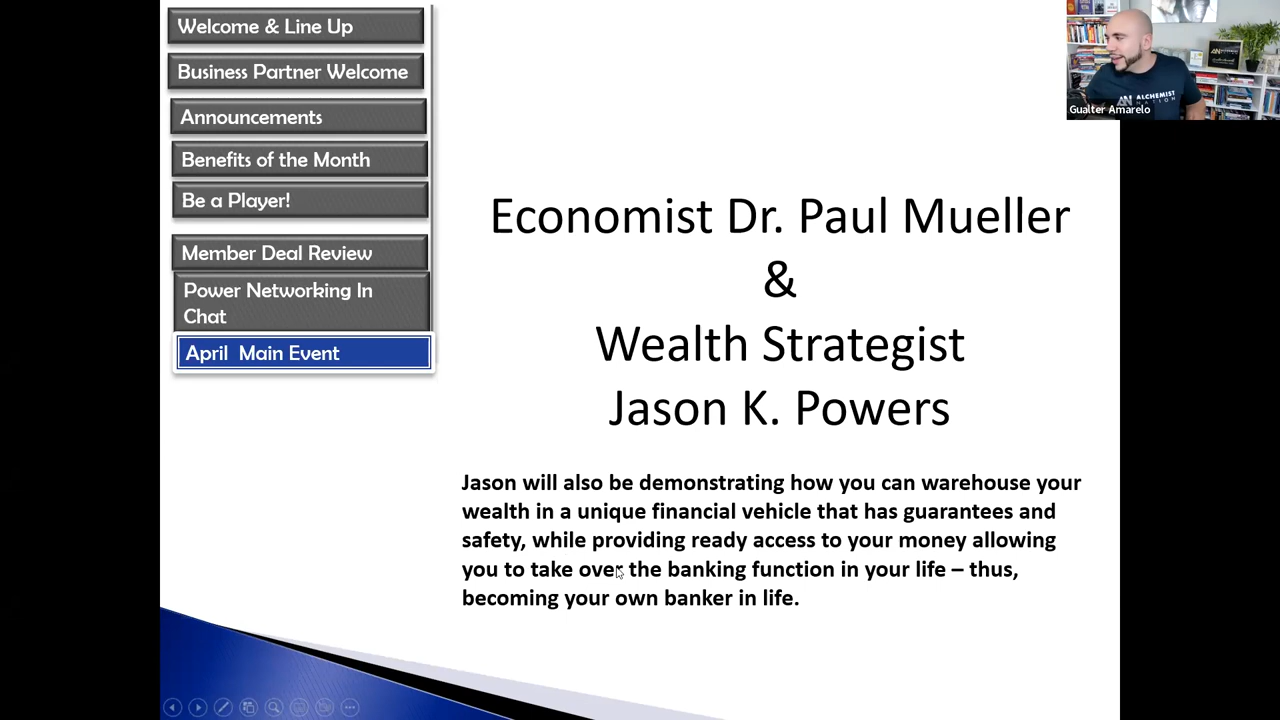 Welcome & Line Up
Business Partner Welcome
Announcements
Benefits of the Month
Be a Player!
Member Deal Review
Power Networking In
Chat
April Main Event
Economist Dr. Paul Mueller
&
Wealth Strategist
Jason K. Powers
Jason will also be demonstrating how you can warehouse your
wealth in a unique financial vehicle that has guarantees and
safety, while providing ready access to your money allowing
you to take over the banking function in your life – thus,
becoming your own banker in life.
AN ALCHEMIST
NATION
Gualter Amarelo